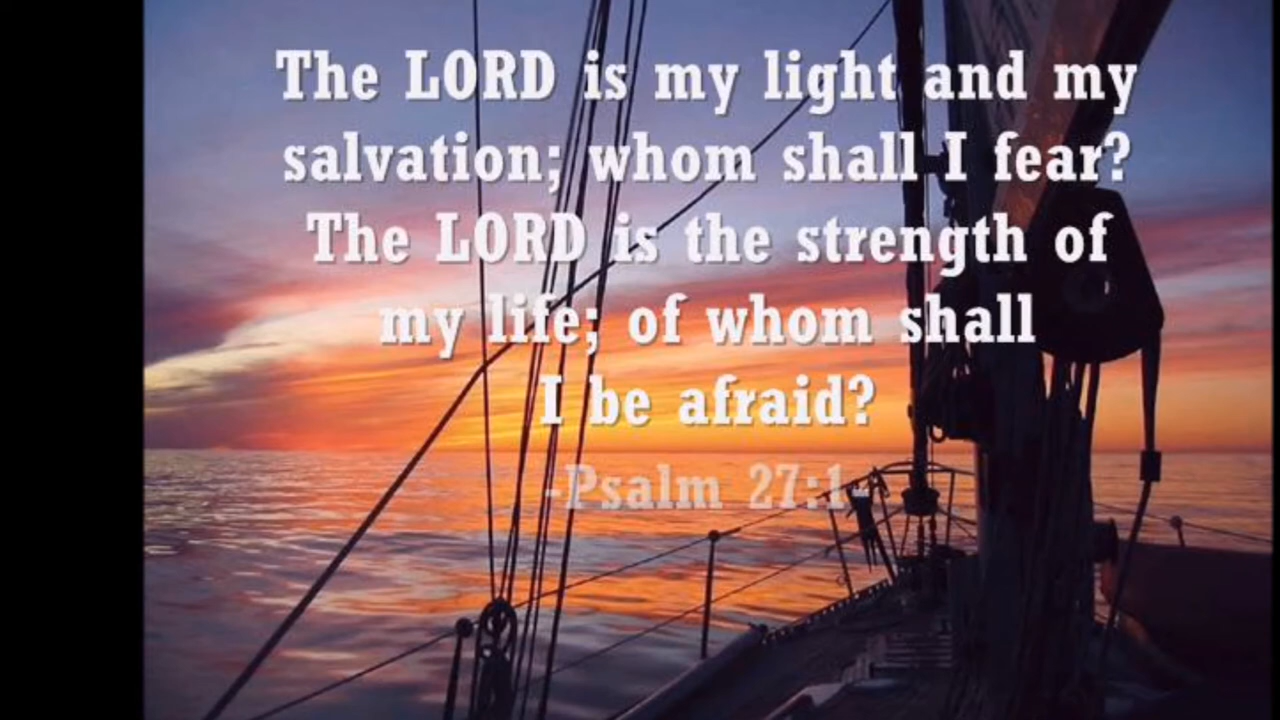 The LORD is my light and my
salvation; whom shall I fear?
The LORD is the strength of
my life; of whom shall
I be afraid?
-Psalm 27:1-